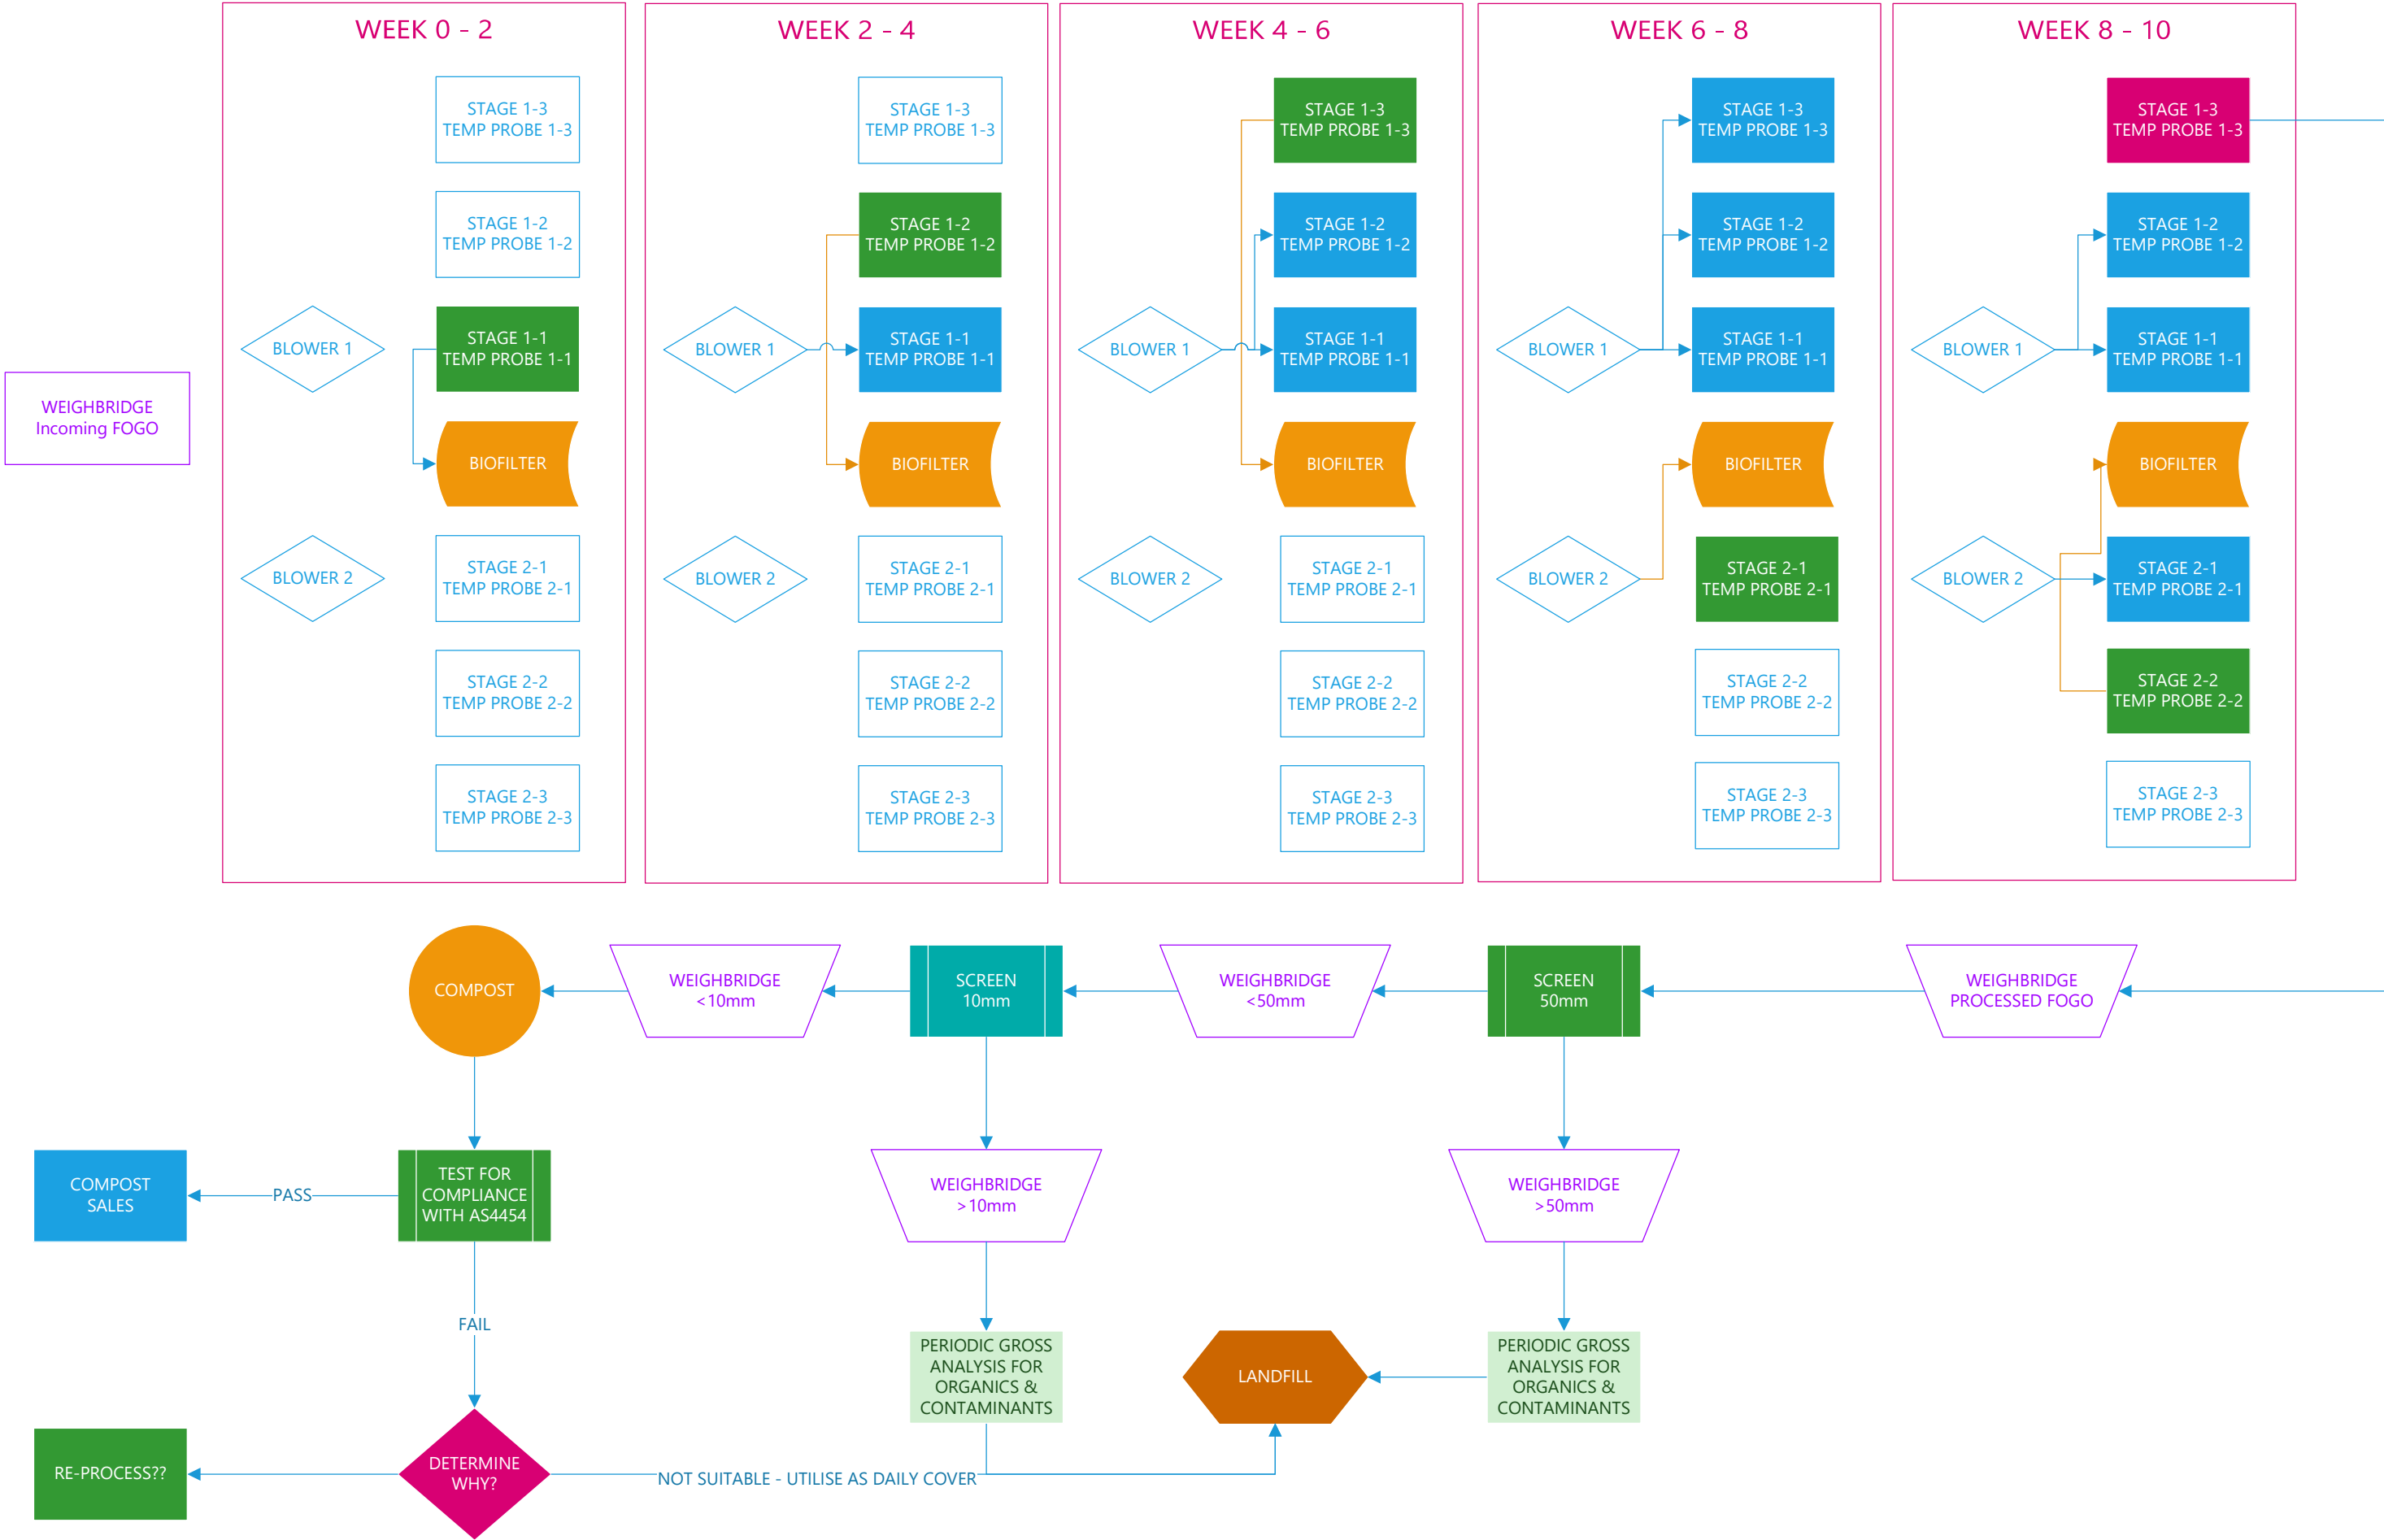 WEIGHBRIDGE
Incoming FOGO
WEEK 0 - 2
STAGE 1-3
TEMP PROBE 1-3
STAGE 1-2
TEMP PROBE 1-2
BLOWER 1
STAGE 1-1
TEMP PROBE 1-1
BIOFILTER
BLOWER 2
STAGE 2-1
TEMP PROBE 2-1
STAGE 2-2
TEMP PROBE 2-2
STAGE 2-3
TEMP PROBE 2-3
WEEK 2 - 4
STAGE 1-3
TEMP PROBE 1-3
STAGE 1-2
TEMP PROBE 1-2
BLOWER 1
STAGE 1-1
TEMP PROBE 1-1
BIOFILTER
BLOWER 2
STAGE 2-1
TEMP PROBE 2-1
STAGE 2-2
TEMP PROBE 2-2
STAGE 2-3
TEMP PROBE 2-3
WEEK 4 - 6
STAGE 1-3
TEMP PROBE 1-3
STAGE 1-2
TEMP PROBE 1-2
BLOWER 1
STAGE 1-1
TEMP PROBE 1-1
BIOFILTER
BLOWER 2
STAGE 2-1
TEMP PROBE 2-1
STAGE 2-2
TEMP PROBE 2-2
STAGE 2-3
TEMP PROBE 2-3
WEEK 6 - 8
STAGE 1-3
TEMP PROBE 1-3
STAGE 1-2
TEMP PROBE 1-2
BLOWER 1
STAGE 1-1
TEMP PROBE 1-1
BIOFILTER
BLOWER 2
STAGE 2-1
TEMP PROBE 2-1
STAGE 2-2
TEMP PROBE 2-2
STAGE 2-3
TEMP PROBE 2-3
WEEK 8 - 10
STAGE 1-3
TEMP PROBE 1-3
STAGE 1-2
TEMP PROBE 1-2
BLOWER 1
STAGE 1-1
TEMP PROBE 1-1
BIOFILTER
BLOWER 2
STAGE 2-1
TEMP PROBE 2-1
STAGE 2-2
TEMP PROBE 2-2
STAGE 2-3
TEMP PROBE 2-3
COMPOST
WEIGHBRIDGE
<10mm
SCREEN
10mm
WEIGHBRIDGE
<50mm
SCREEN
50mm
WEIGHBRIDGE
PROCESSED FOGO
COMPOST
SALES
PASS
TEST FOR
COMPLIANCE
WITH AS4454
WEIGHBRIDGE
>10mm
WEIGHBRIDGE
>50mm
FAIL
PERIODIC GROSS
ANALYSIS FOR
ORGANICS &
CONTAMINANTS
LANDFILL
PERIODIC GROSS
ANALYSIS FOR
ORGANICS &
CONTAMINANTS
RE-PROCESS??
DETERMINE
WHY?
NOT SUITABLE - UTILISE AS DAILY COVER